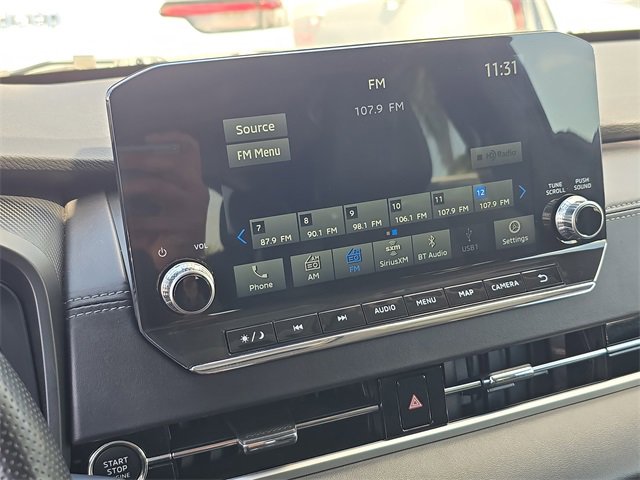 FM
11:31
107.9 FM
Source
FM Menu
HD Radio
TUNE SCROLL
PUSH SOUND
VOL
7 8 9 10 11 12
87.9 FM 90.1 FM 98.1 FM 106.1 FM 107.9 FM 107.9 FM
Phone AM FM SiriusXM BT Audio USB1 Settings
sxm
AUDIO MENU MAP CAMERA
START
STOP
ENGINE